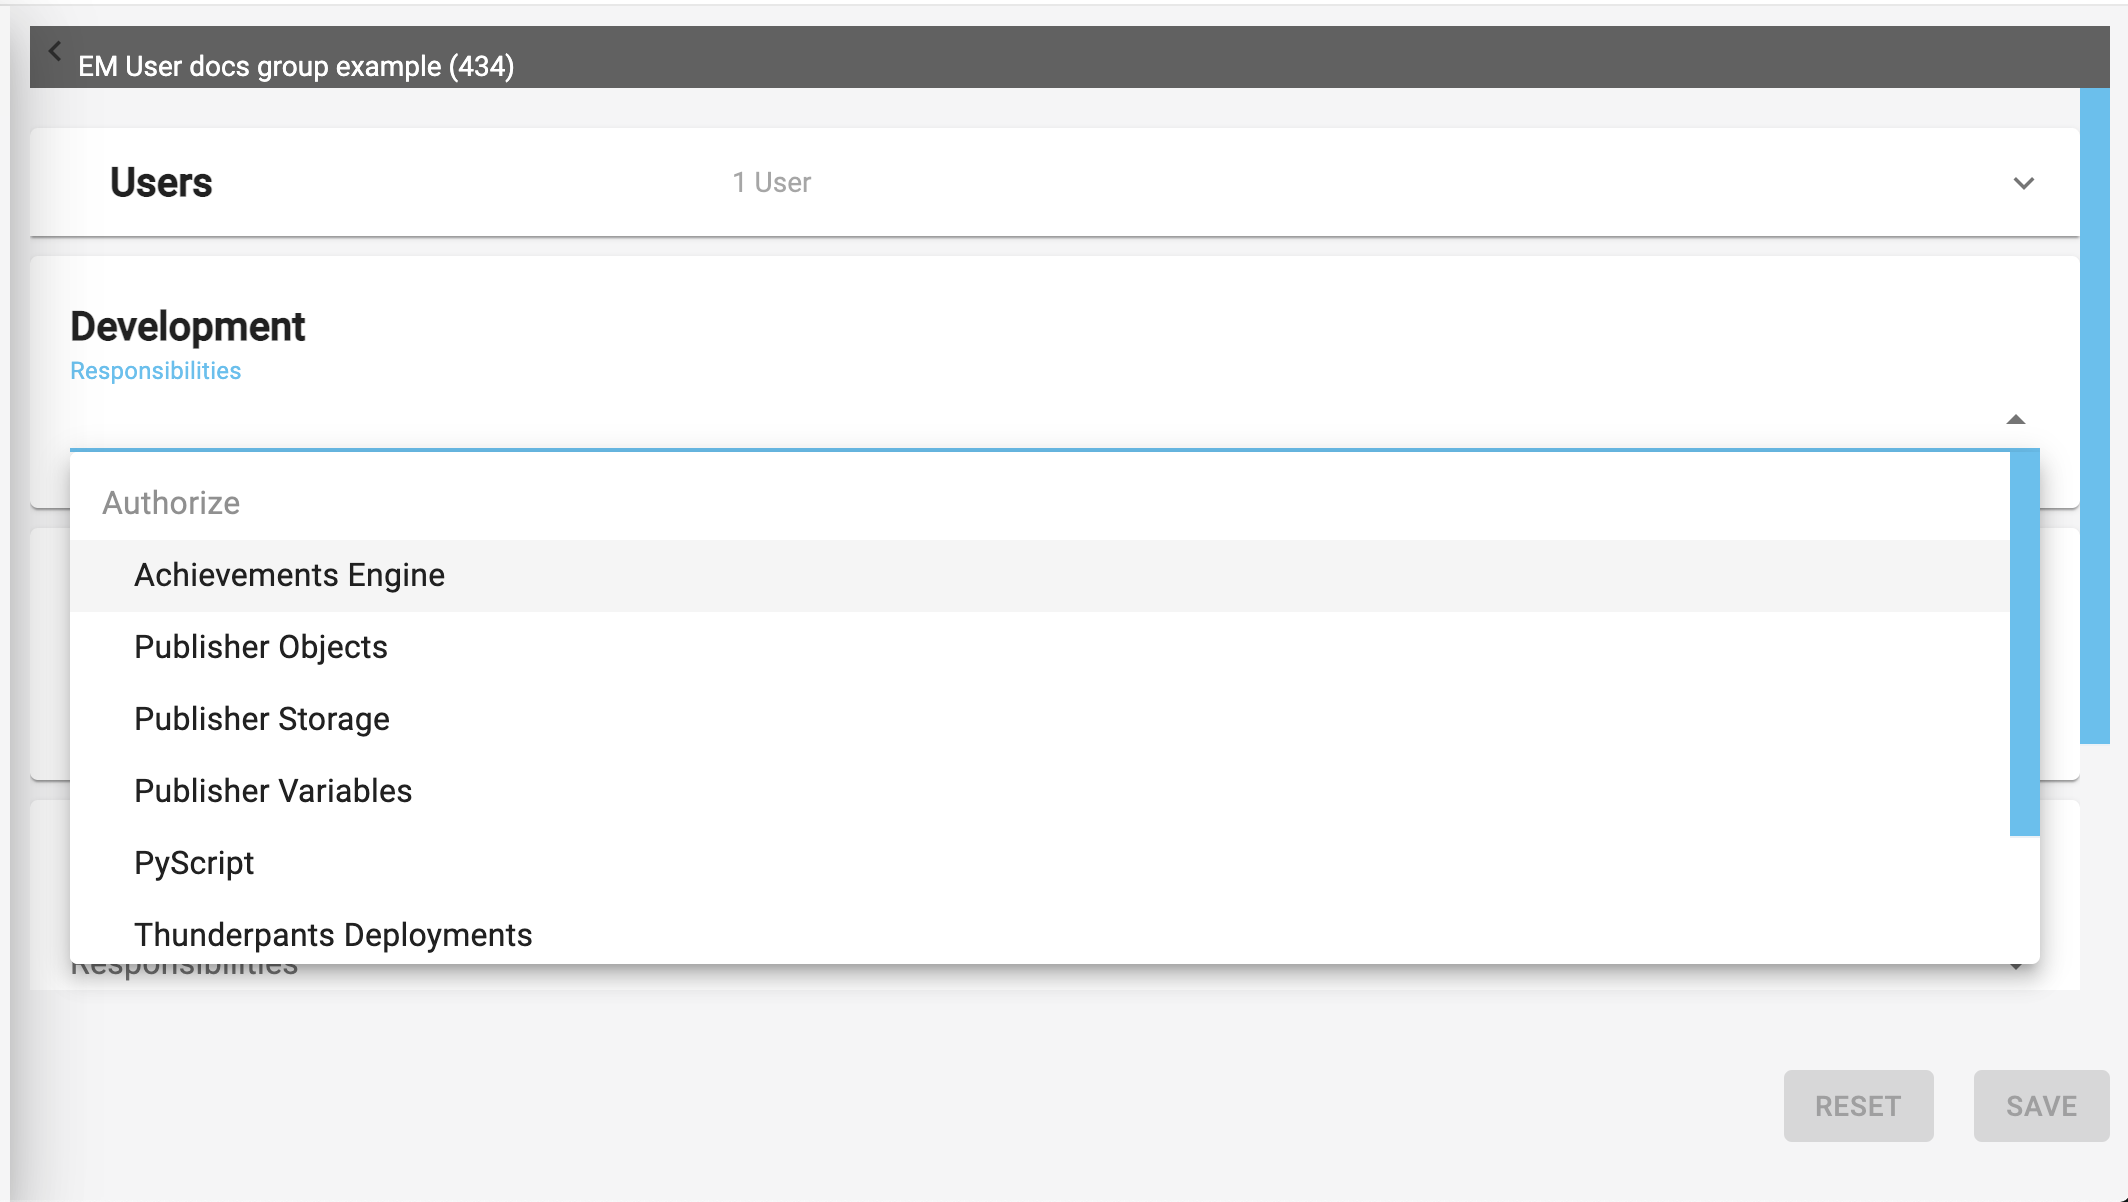 EM User docs group example (434)
Users
1 User
Development
Responsibilities
Authorize
Achievements Engine
Publisher Objects
Publisher Storage
Publisher Variables
PyScript
Thunderpants Deployments
Responsibilities
RESET
SAVE